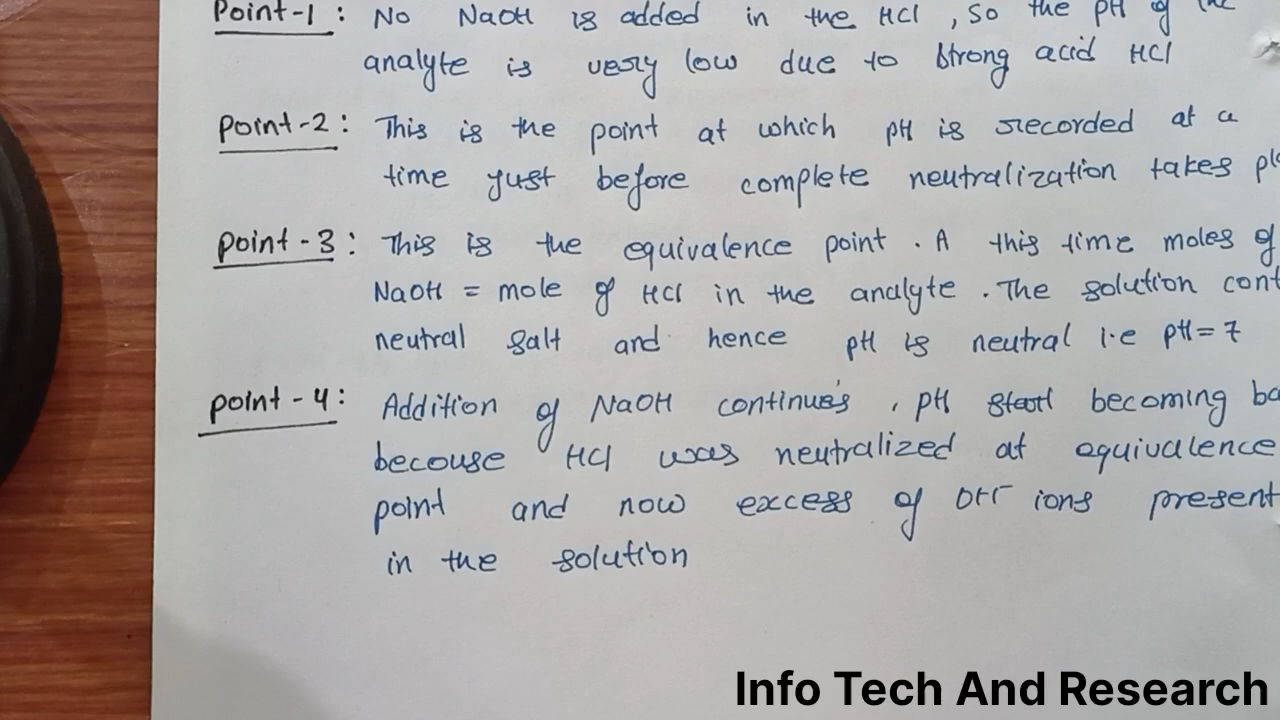 Point-1 : No NaOH is added in the HCl , so the pH of the
analyte is very low due to strong acid HCl
Point-2 : This is the point at which pH is recorded at a
time just before complete neutralization takes
Point-3 : This is the equivalence point . A this time moles of
NaOH = mole of HCl in the analyte . The solution
neutral salt and hence pH is neutral i.e pH = 7
point-4 : Addition of NaOH continues , pH start becoming
becouse HCl was neutralized at equivalence
point and now excess of OH⁻ ions present
in the solution
Info Tech And Research